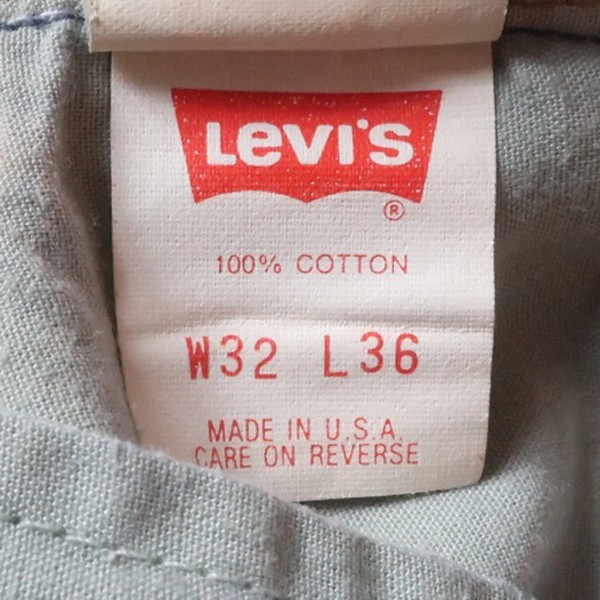 Levi's
®
100% COTTON
W32 L36
MADE IN U.S.A.
CARE ON REVERSE